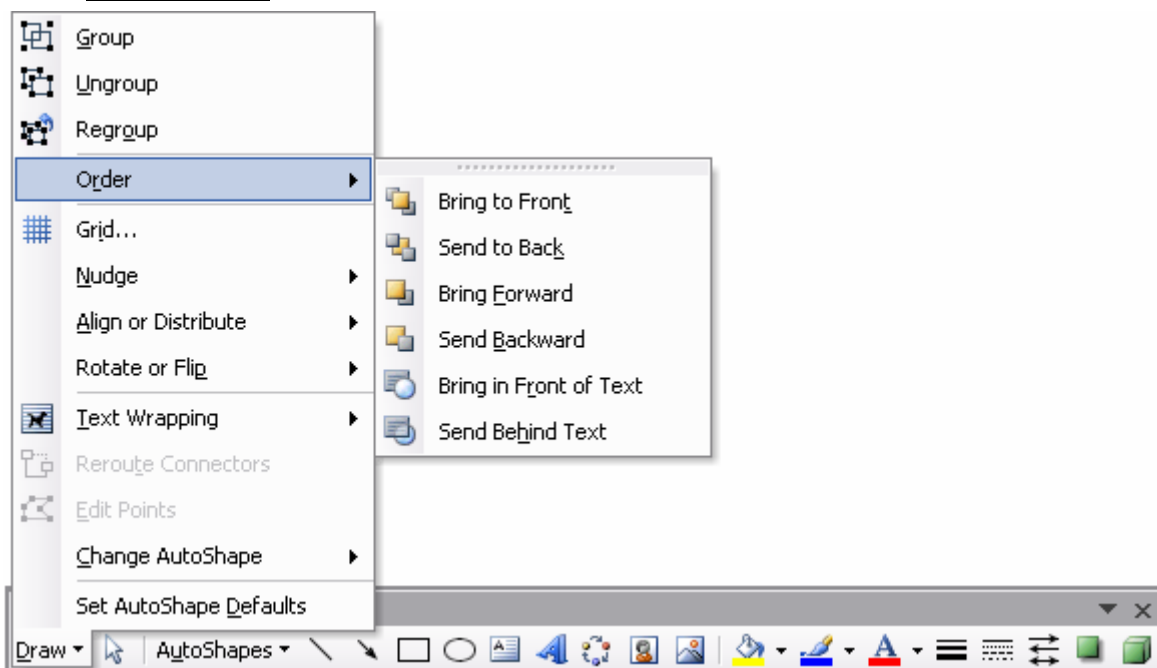 Group
Ungroup
Regroup
Order
Bring to Front
Send to Back
Bring Forward
Send Backward
Bring in Front of Text
Send Behind Text
Grid...
Nudge
Align or Distribute
Rotate or Flip
Text Wrapping
Reroute Connectors
Edit Points
Change AutoShape
Set AutoShape Defaults
Draw AutoShapes A